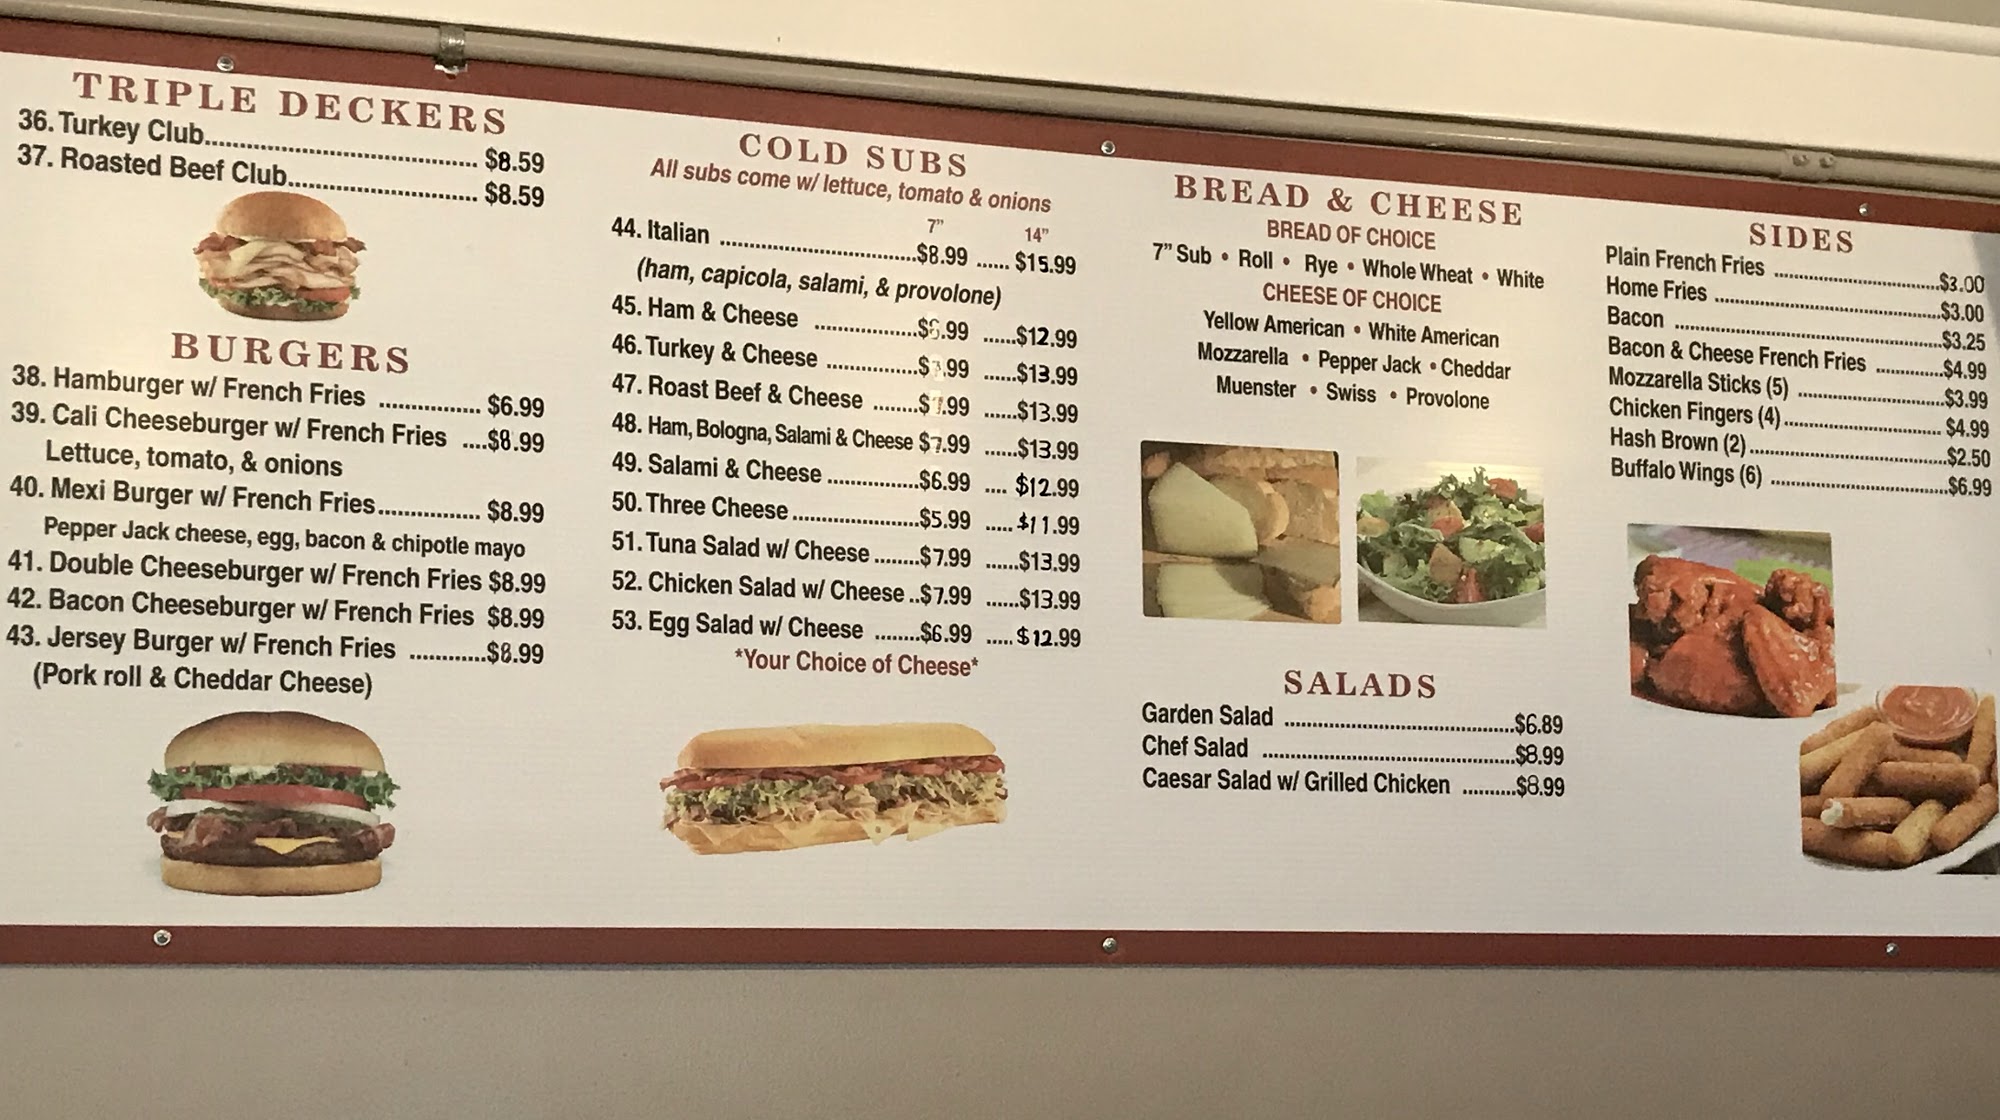 TRIPLE DECKERS
36. Turkey Club........................................ $8.59
37. Roasted Beef Club............................ $8.59
BURGERS
38. Hamburger w/ French Fries ................ $6.99
39. Cali Cheeseburger w/ French Fries ....$8.99
Lettuce, tomato, & onions
40. Mexi Burger w/ French Fries................ $8.99
Pepper Jack cheese, egg, bacon & chipotle mayo
41. Double Cheeseburger w/ French Fries $8.99
42. Bacon Cheeseburger w/ French Fries $8.99
43. Jersey Burger w/ French Fries ............$8.99
(Pork roll & Cheddar Cheese)
COLD SUBS
All subs come w/ lettuce, tomato & onions
7" 14"
44. Italian ..............................$8.99 ...... $15.99
(ham, capicola, salami, & provolone)
45. Ham & Cheese .................$6.99 ......$12.99
46. Turkey & Cheese ...............$7.99 ......$13.99
47. Roast Beef & Cheese ........$7.99 ......$13.99
48. Ham, Bologna, Salami & Cheese $7.99 ......$13.99
49. Salami & Cheese ...............$6.99 .... $12.99
50. Three Cheese.....................$5.99 .....$11.99
51. Tuna Salad w/ Cheese ........$7.99 ......$13.99
52. Chicken Salad w/ Cheese ..$7.99 ......$13.99
53. Egg Salad w/ Cheese ........$6.99 .....$12.99
*Your Choice of Cheese*
BREAD & CHEESE
BREAD OF CHOICE
7" Sub • Roll • Rye • Whole Wheat • White
CHEESE OF CHOICE
Yellow American • White American
Mozzarella • Pepper Jack • Cheddar
Muenster • Swiss • Provolone
SALADS
Garden Salad .......................................$6.89
Chef Salad ...........................................$8.99
Caesar Salad w/ Grilled Chicken ..........$8.99
SIDES
Plain French Fries ..............................$3.00
Home Fries .........................................$3.00
Bacon ................................................$3.25
Bacon & Cheese French Fries ............$4.99
Mozzarella Sticks (5) ..........................$3.99
Chicken Fingers (4)............................ $4.99
Hash Brown (2)...................................$2.50
Buffalo Wings (6) ...............................$6.99